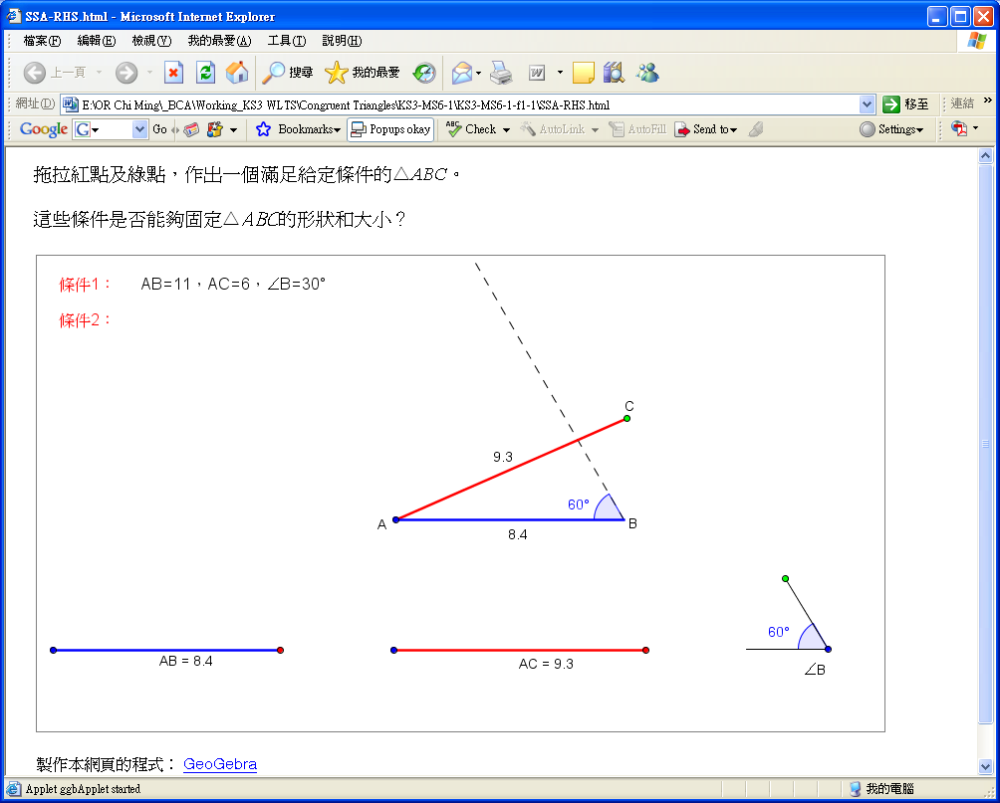 SSA-RHS.html - Microsoft Internet Explorer
檔案(F) 編輯(E) 檢視(V) 我的最愛(A) 工具(T) 說明(H)
上一頁 搜尋 我的最愛
網址(D) E:\OR Chi Ming\_BCA\Working_KS3 WLTS\Congruent Triangles\KS3-MS6-1\KS3-MS6-1-f1-1\SSA-RHS.html 移至 連結 »
Google G Go Bookmarks Popups okay ABC Check AutoLink AutoFill Send to Settings
拖拉紅點及綠點，作出一個滿足給定條件的△ABC。
這些條件是否能夠固定△ABC的形狀和大小？
條件1： AB=11，AC=6，∠B=30°
條件2：
C
9.3
60°
A
B
8.4
60°
AB = 8.4
AC = 9.3
∠B
製作本網頁的程式： GeoGebra
Applet ggbApplet started 我的電腦